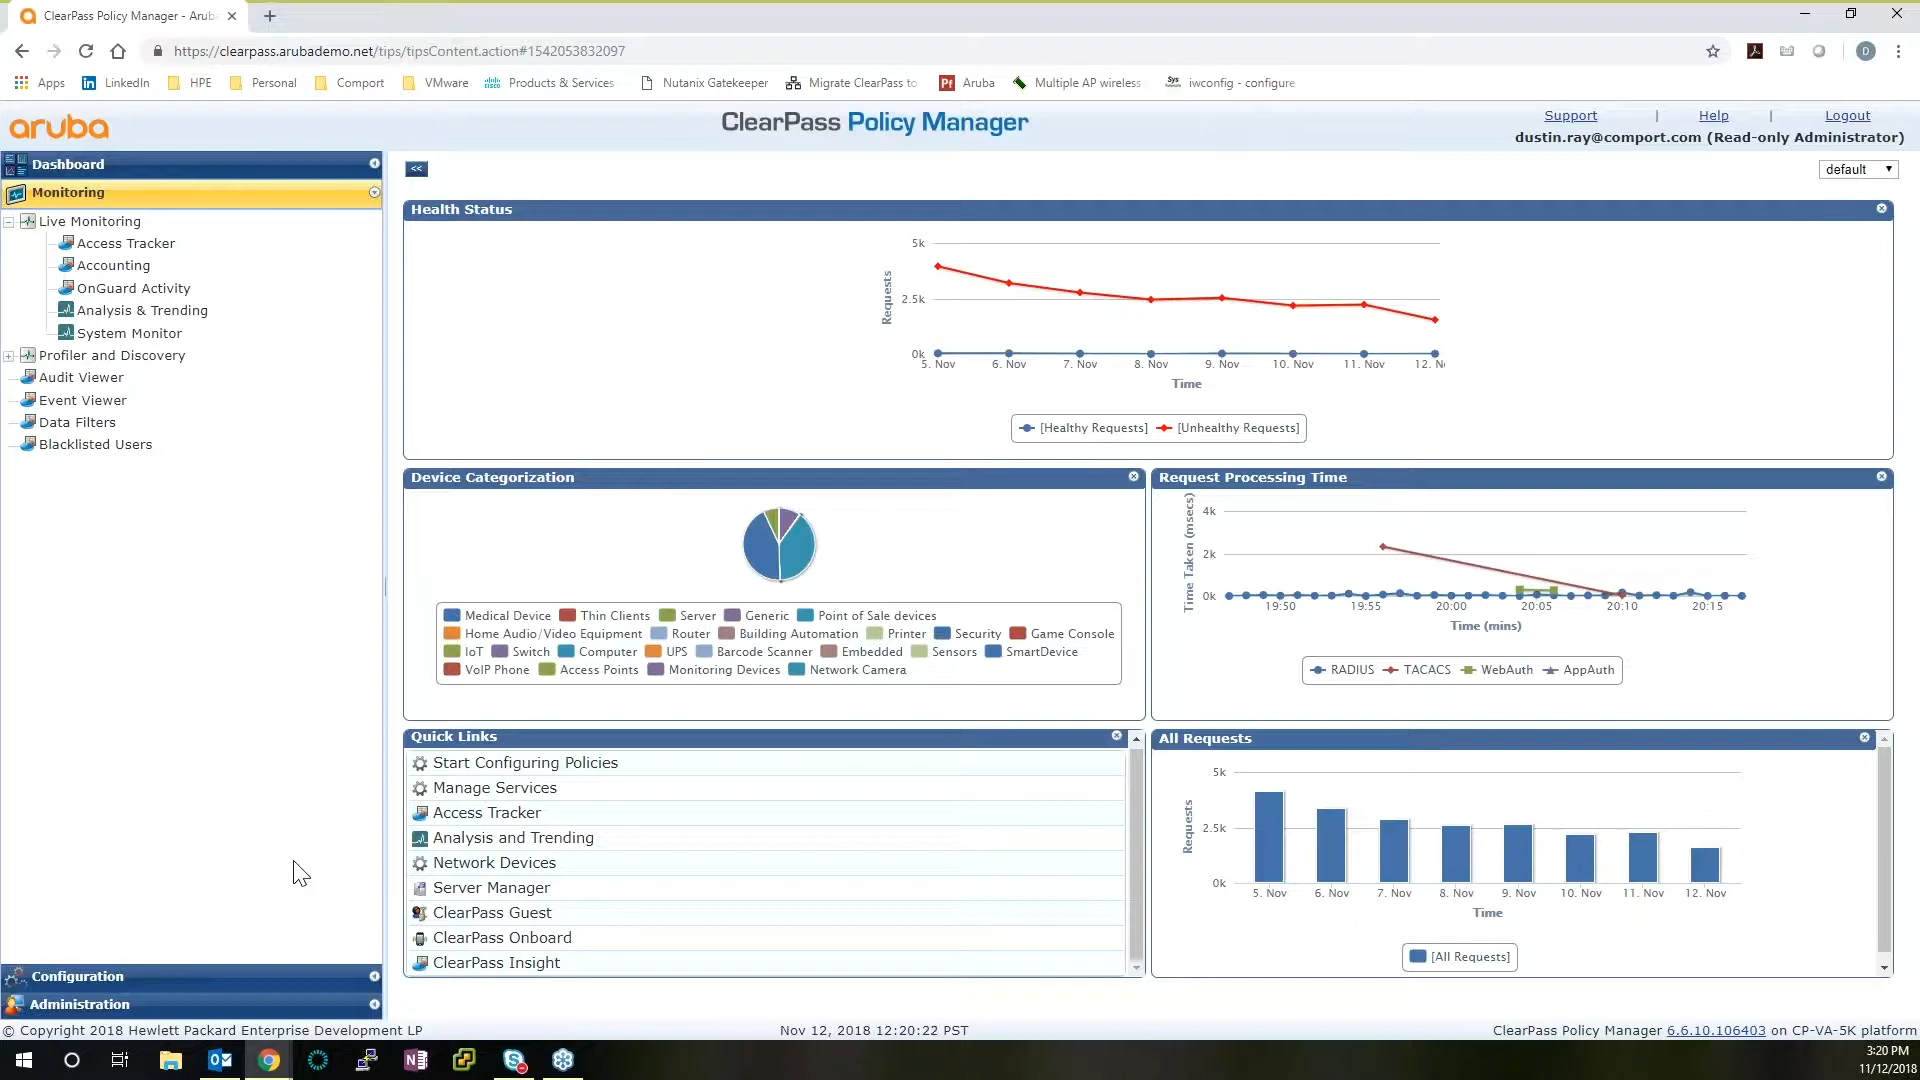 ClearPass Policy Manager - Arub
https://clearpass.arubademo.net/tips/tipsContent.action#1542053832097
D
Apps LinkedIn HPE Personal Comport VMware Products & Services Nutanix Gatekeeper Migrate ClearPass to Aruba Multiple AP wireless iwconfig - configure
aruba
ClearPass Policy Manager
Support | Help | Logout
dustin.ray@comport.com (Read-only Administrator)
Dashboard
Monitoring
Live Monitoring
Access Tracker
Accounting
OnGuard Activity
Analysis & Trending
System Monitor
Profiler and Discovery
Audit Viewer
Event Viewer
Data Filters
Blacklisted Users
Configuration
Administration
<<
default
Health Status
5k
2.5k
0k
Requests
5. Nov 6. Nov 7. Nov 8. Nov 9. Nov 10. Nov 11. Nov 12. N
Time
[Healthy Requests] [Unhealthy Requests]
Device Categorization
Medical Device Thin Clients Server Generic Point of Sale devices
Home Audio/Video Equipment Router Building Automation Printer Security Game Console
IoT Switch Computer UPS Barcode Scanner Embedded Sensors SmartDevice
VoIP Phone Access Points Monitoring Devices Network Camera
Request Processing Time
4k
2k
0k
Time Taken (msecs)
19:50 19:55 20:00 20:05 20:10 20:15
Time (mins)
RADIUS TACACS WebAuth AppAuth
Quick Links
Start Configuring Policies
Manage Services
Access Tracker
Analysis and Trending
Network Devices
Server Manager
ClearPass Guest
ClearPass Onboard
ClearPass Insight
All Requests
5k
2.5k
0k
Requests
5. Nov 6. Nov 7. Nov 8. Nov 9. Nov 10. Nov 11. Nov 12. Nov
Time
[All Requests]
© Copyright 2018 Hewlett Packard Enterprise Development LP
Nov 12, 2018 12:20:22 PST
ClearPass Policy Manager 6.6.10.106403 on CP-VA-5K platform
3:20 PM
11/12/2018